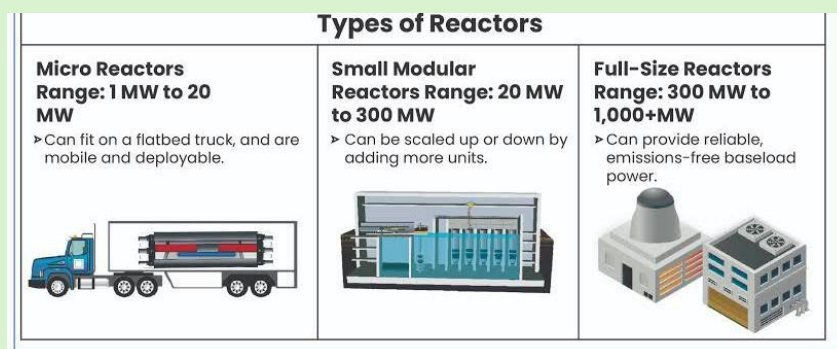 Types of Reactors
Micro Reactors
Range: 1 MW to 20
MW
➤Can fit on a flatbed truck, and are
mobile and deployable.
Small Modular
Reactors Range: 20 MW
to 300 MW
➤ Can be scaled up or down by
adding more units.
Full-Size Reactors
Range: 300 MW to
1,000+MW
➤Can provide reliable,
emissions-free baseload
power.